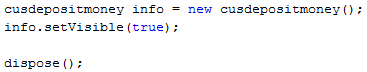 cusdepositmoney info = new cusdepositmoney();
info.setVisible(true);
dispose();